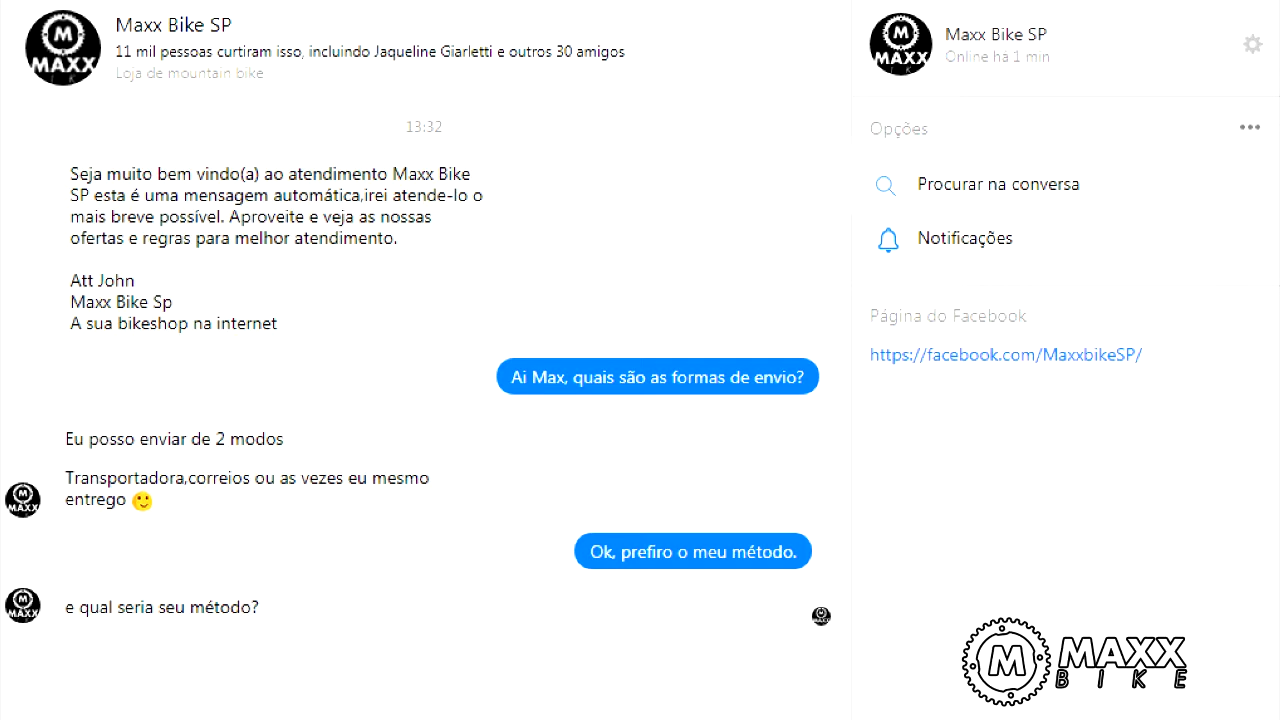 Maxx Bike SP
11 mil pessoas curtiram isso, incluindo Jaqueline Giarletti e outros 30 amigos
Loja de mountain bike
13:32
Seja muito bem vindo(a) ao atendimento Maxx Bike
SP esta é uma mensagem automática,irei atende-lo o
mais breve possível. Aproveite e veja as nossas
ofertas e regras para melhor atendimento.
Att John
Maxx Bike Sp
A sua bikeshop na internet
Ai Max, quais são as formas de envio?
Eu posso enviar de 2 modos
Transportadora,correios ou as vezes eu mesmo
entrego 🙂
Ok, prefiro o meu método.
e qual seria seu método?
Maxx Bike SP
Online há 1 min
Opções
Procurar na conversa
Notificações
Página do Facebook
https://facebook.com/MaxxbikeSP/
M
MAXX
BIKE